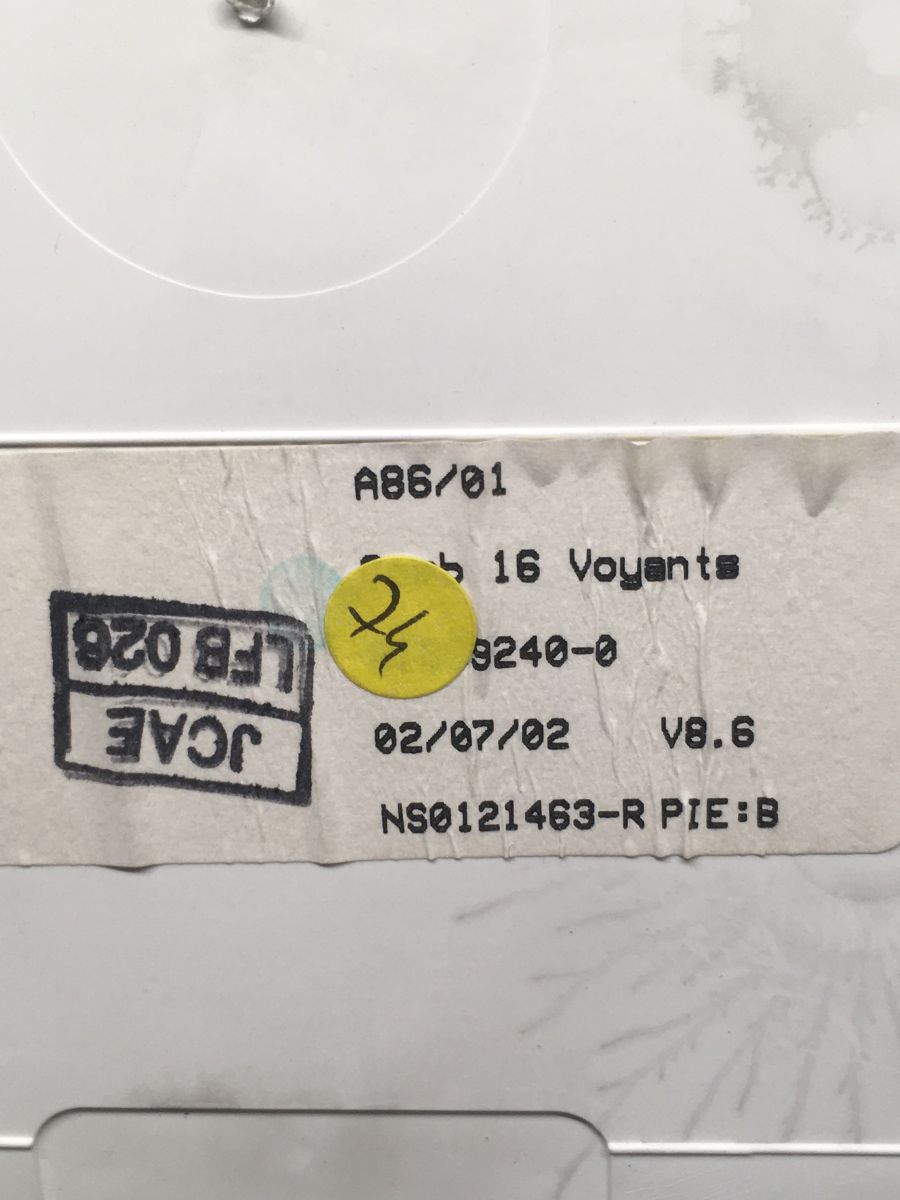 A86/01
16 Voyants
9240-0
02/07/02 V8.6
NS0121463-R PIE:B
JCAE
LFB 026